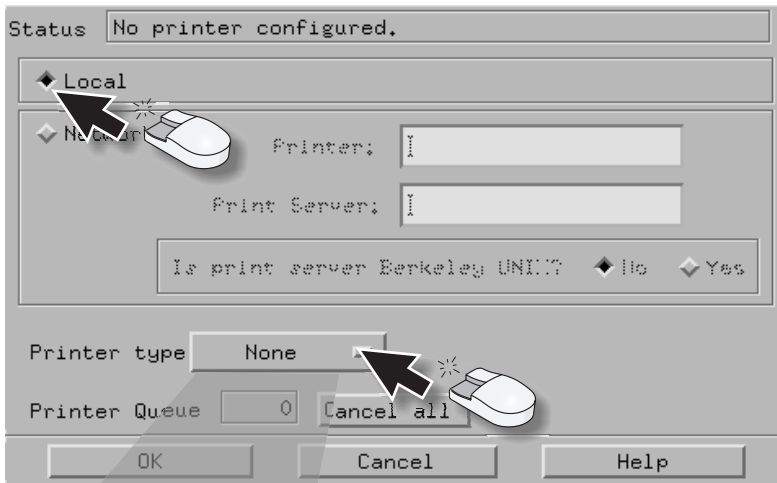 Status No printer configured.
Local
Network
Printer:
Print Server:
Is print server Berkeley UNIX? No Yes
Printer type None
Printer Queue 0 Cancel all
OK Cancel Help